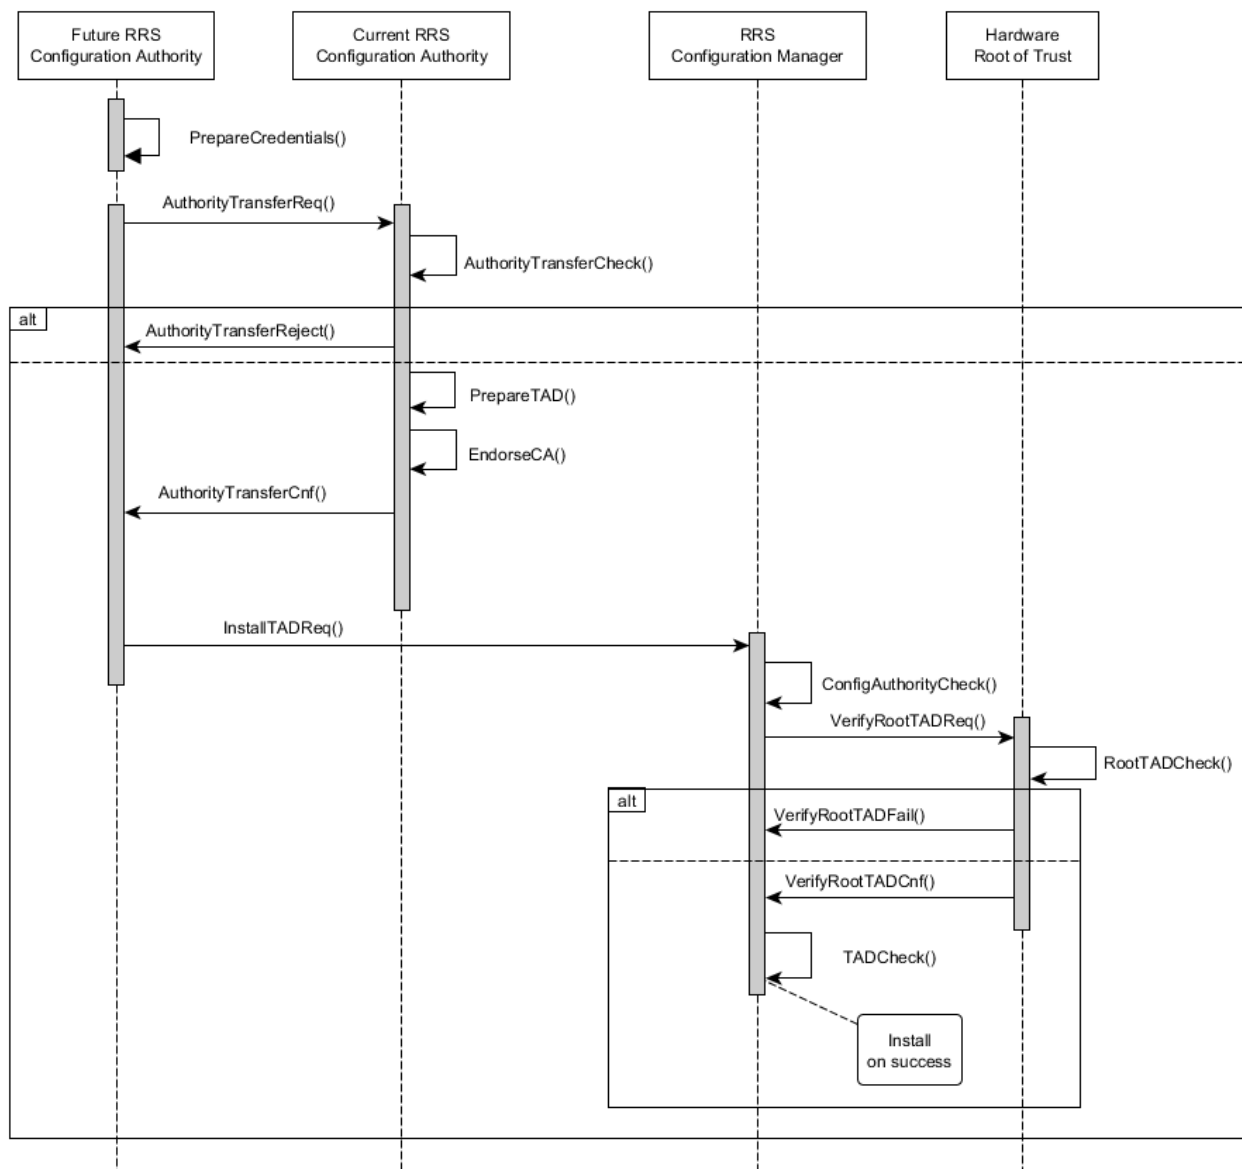 Future RRS
Configuration Authority
Current RRS
Configuration Authority
RRS
Configuration Manager
Hardware
Root of Trust
PrepareCredentials()
AuthorityTransferReq()
AuthorityTransferCheck()
alt
AuthorityTransferReject()
PrepareTAD()
EndorseCA()
AuthorityTransferCnf()
InstallTADReq()
ConfigAuthorityCheck()
VerifyRootTADReq()
RootTADCheck()
alt
VerifyRootTADFail()
VerifyRootTADCnf()
TADCheck()
Install
on success